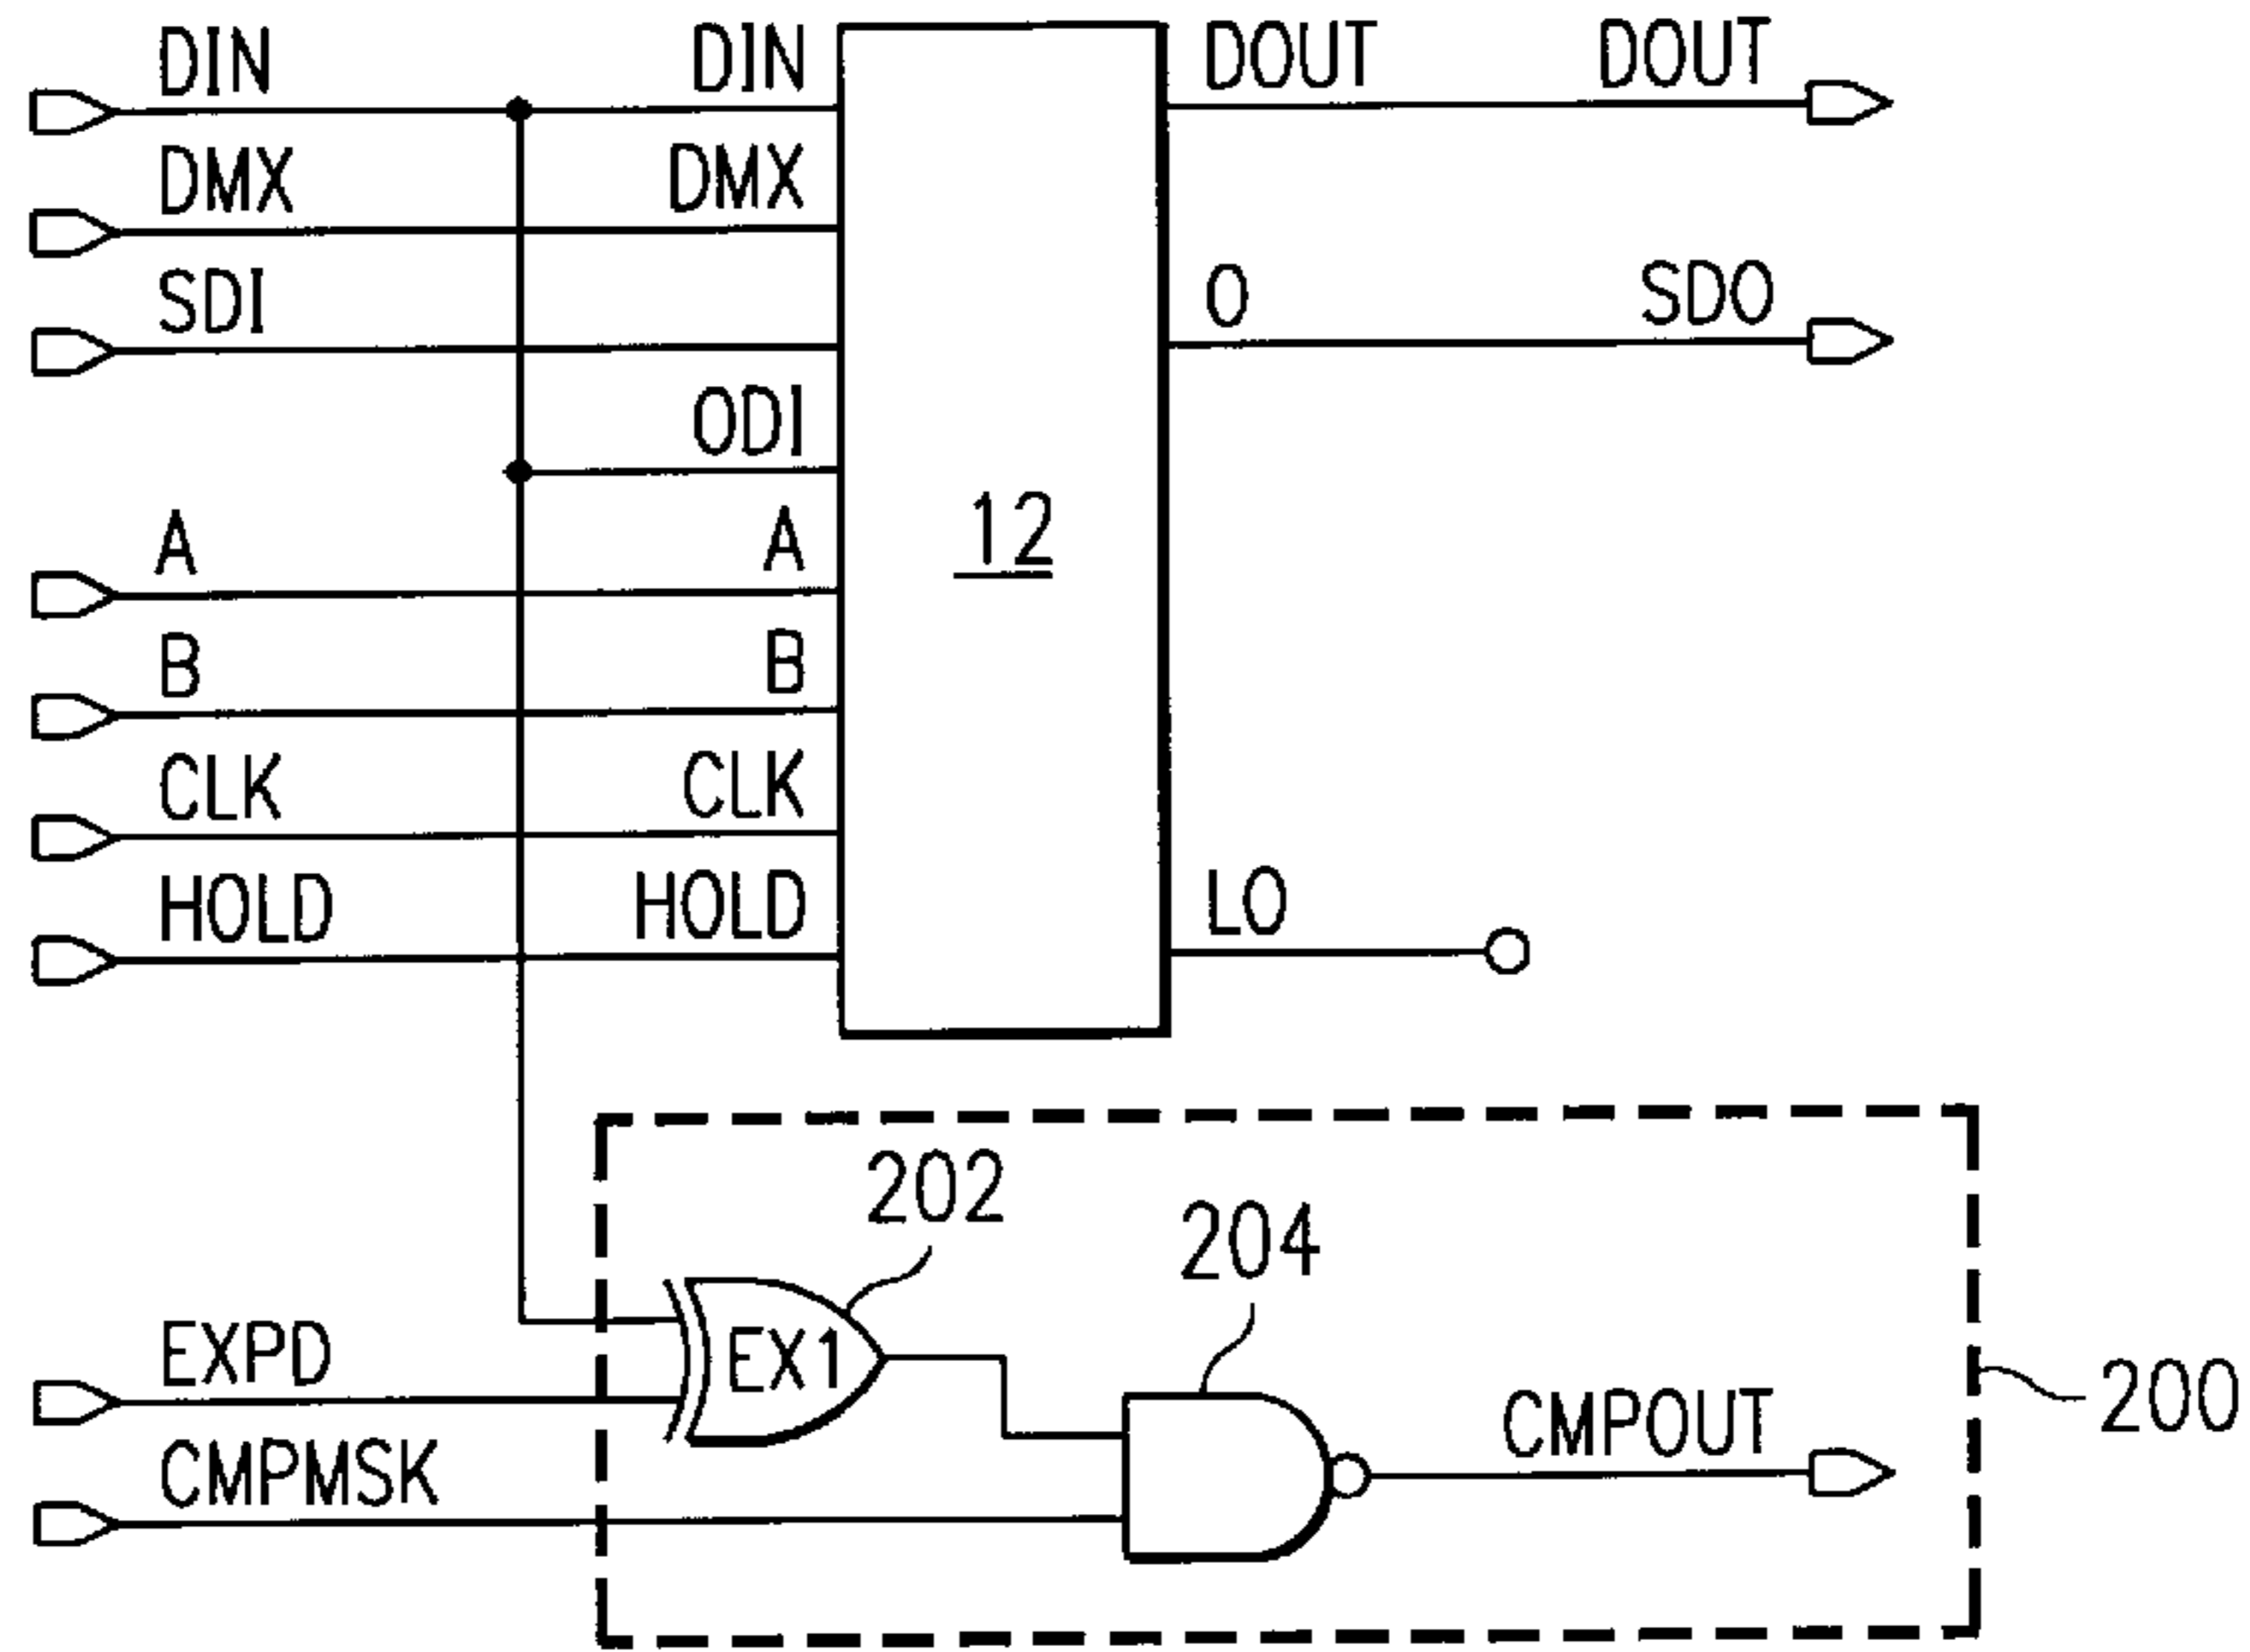 DIN DIN DOUT DOUT
DMX DMX
SDI O SDO
ODI
12
A A
B B
CLK CLK
HOLD HOLD LO
202
204
EXPD EX1
200
CMPOUT
CMPMSK